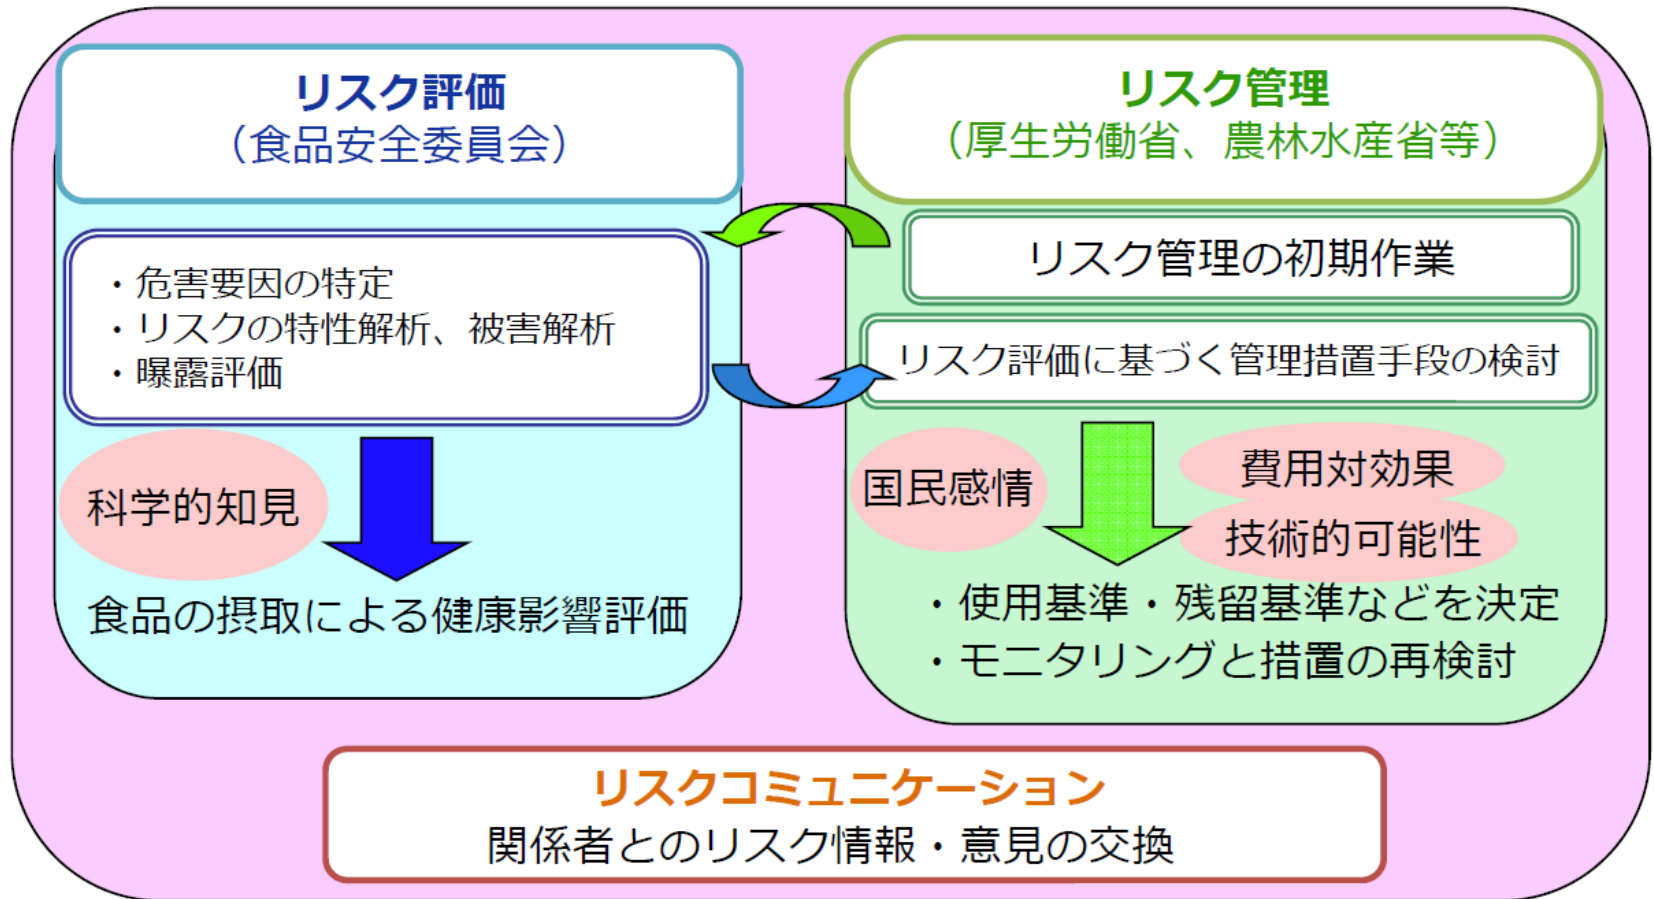 リスク評価
（食品安全委員会）
・危害要因の特定
・リスクの特性解析、被害解析
・曝露評価
科学的知見
食品の摂取による健康影響評価
リスク管理
（厚生労働省、農林水産省等）
リスク管理の初期作業
リスク評価に基づく管理措置手段の検討
国民感情
費用対効果
技術的可能性
・使用基準・残留基準などを決定
・モニタリングと措置の再検討
リスクコミュニケーション
関係者とのリスク情報・意見の交換